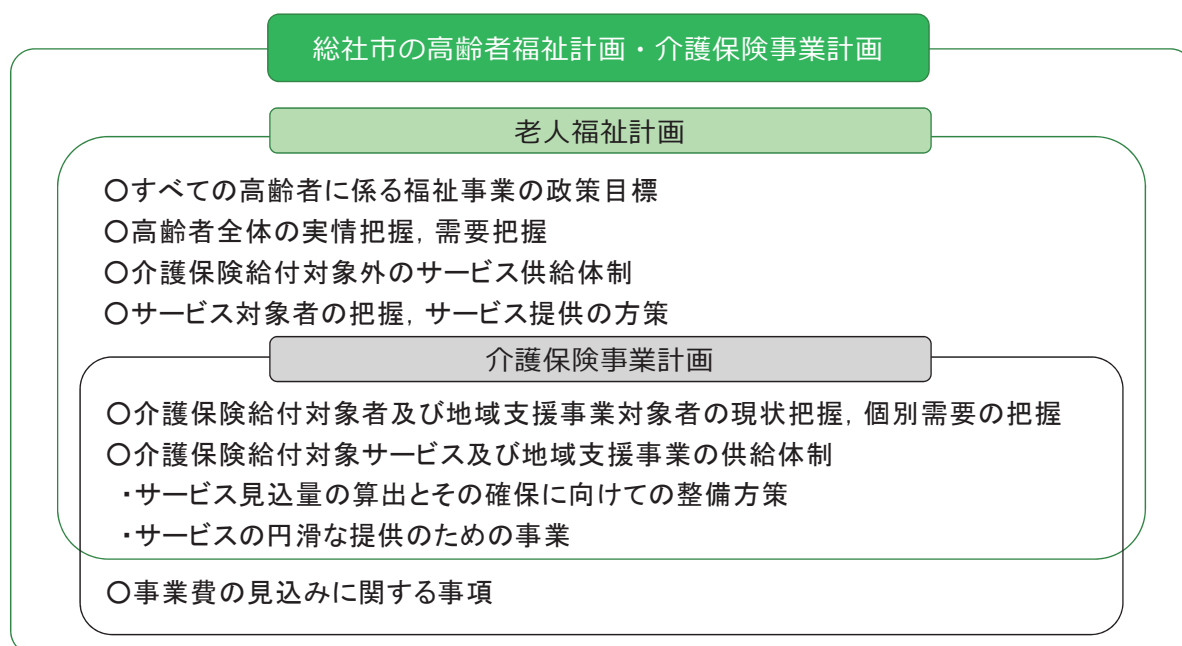 総社市の高齢者福祉計画・介護保険事業計画
老人福祉計画
〇すべての高齢者に係る福祉事業の政策目標
〇高齢者全体の実情把握, 需要把握
〇介護保険給付対象外のサービス供給体制
〇サービス対象者の把握, サービス提供の方策
介護保険事業計画
〇介護保険給付対象者及び地域支援事業対象者の現状把握, 個別需要の把握
〇介護保険給付対象サービス及び地域支援事業の供給体制
・サービス見込量の算出とその確保に向けての整備方策
・サービスの円滑な提供のための事業
〇事業費の見込みに関する事項